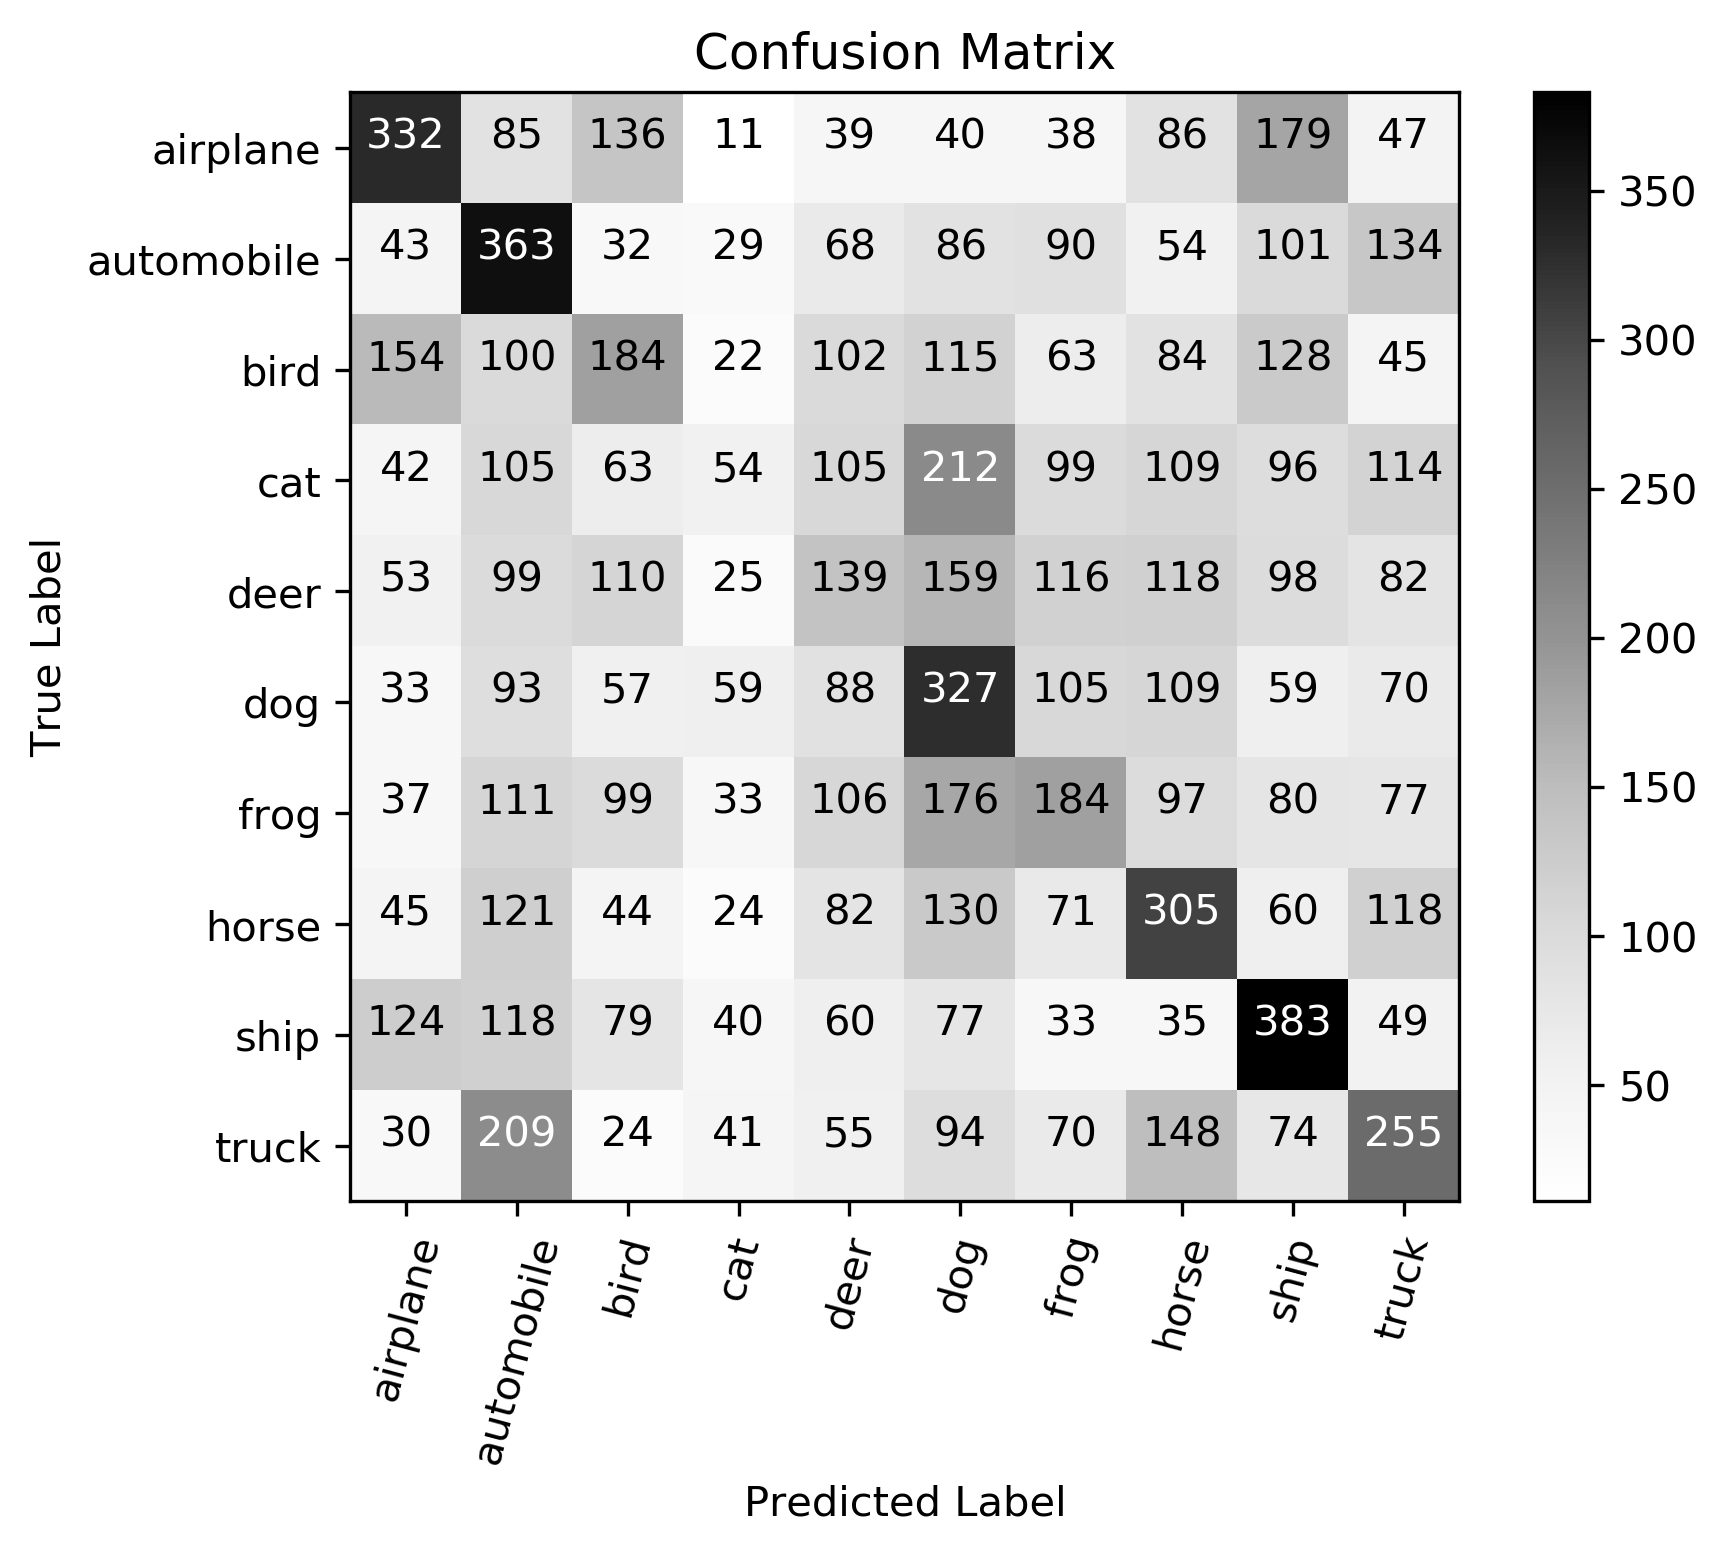 Confusion Matrix
airplane 332 85 136 11 39 40 38 86 179 47
automobile 43 363 32 29 68 86 90 54 101 134
bird 154 100 184 22 102 115 63 84 128 45
cat 42 105 63 54 105 212 99 109 96 114
deer 53 99 110 25 139 159 116 118 98 82
dog 33 93 57 59 88 327 105 109 59 70
frog 37 111 99 33 106 176 184 97 80 77
horse 45 121 44 24 82 130 71 305 60 118
ship 124 118 79 40 60 77 33 35 383 49
truck 30 209 24 41 55 94 70 148 74 255
True Label
airplane automobile bird cat deer dog frog horse ship truck
Predicted Label
350
300
250
200
150
100
50